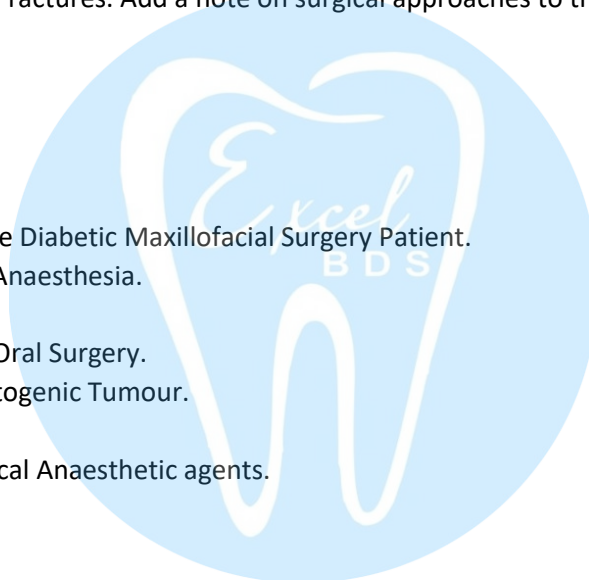 ractures. Add a note on surgical approaches to t
Excel
e Diabetic Maxillofacial Surgery Patient.
BDS
Anaesthesia.
Oral Surgery.
togenic Tumour.
cal Anaesthetic agents.